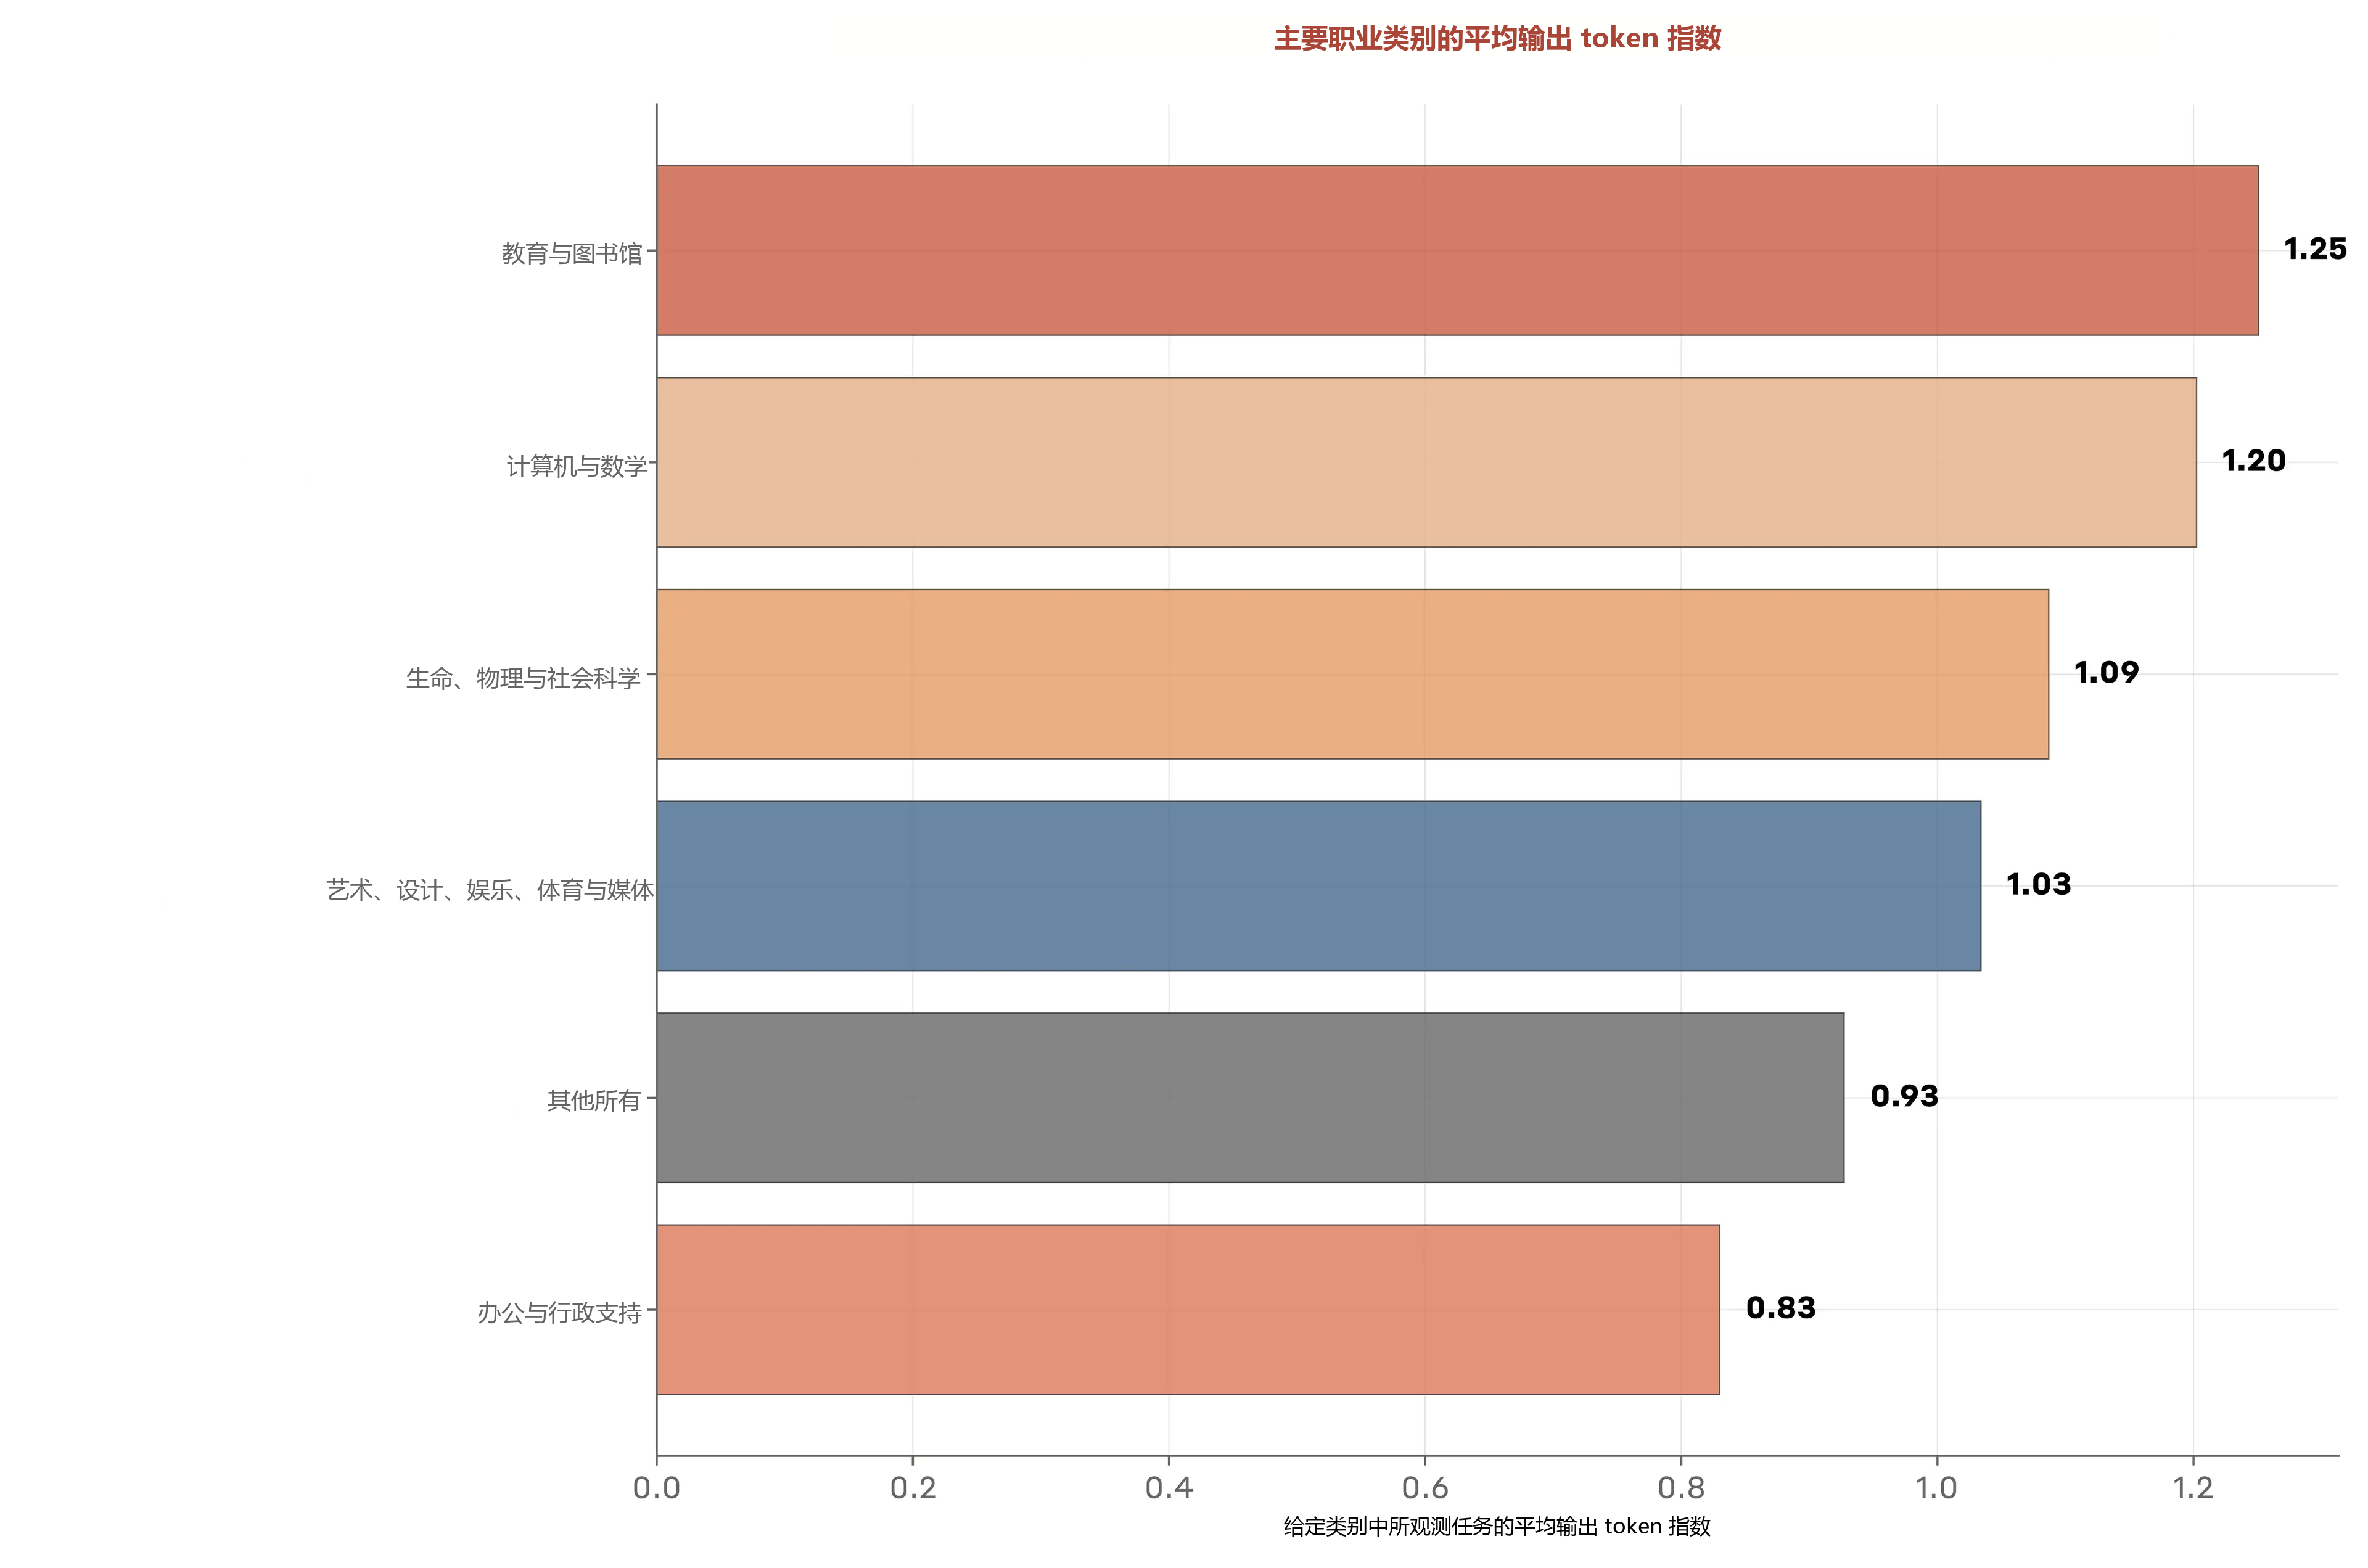 主要职业类别的平均输出 token 指数
教育与图书馆
1.25
计算机与数学
1.20
生命、物理与社会科学
1.09
艺术、设计、娱乐、体育与媒体
1.03
其他所有
0.93
办公与行政支持
0.83
0.0 0.2 0.4 0.6 0.8 1.0 1.2
给定类别中所观测任务的平均输出 token 指数